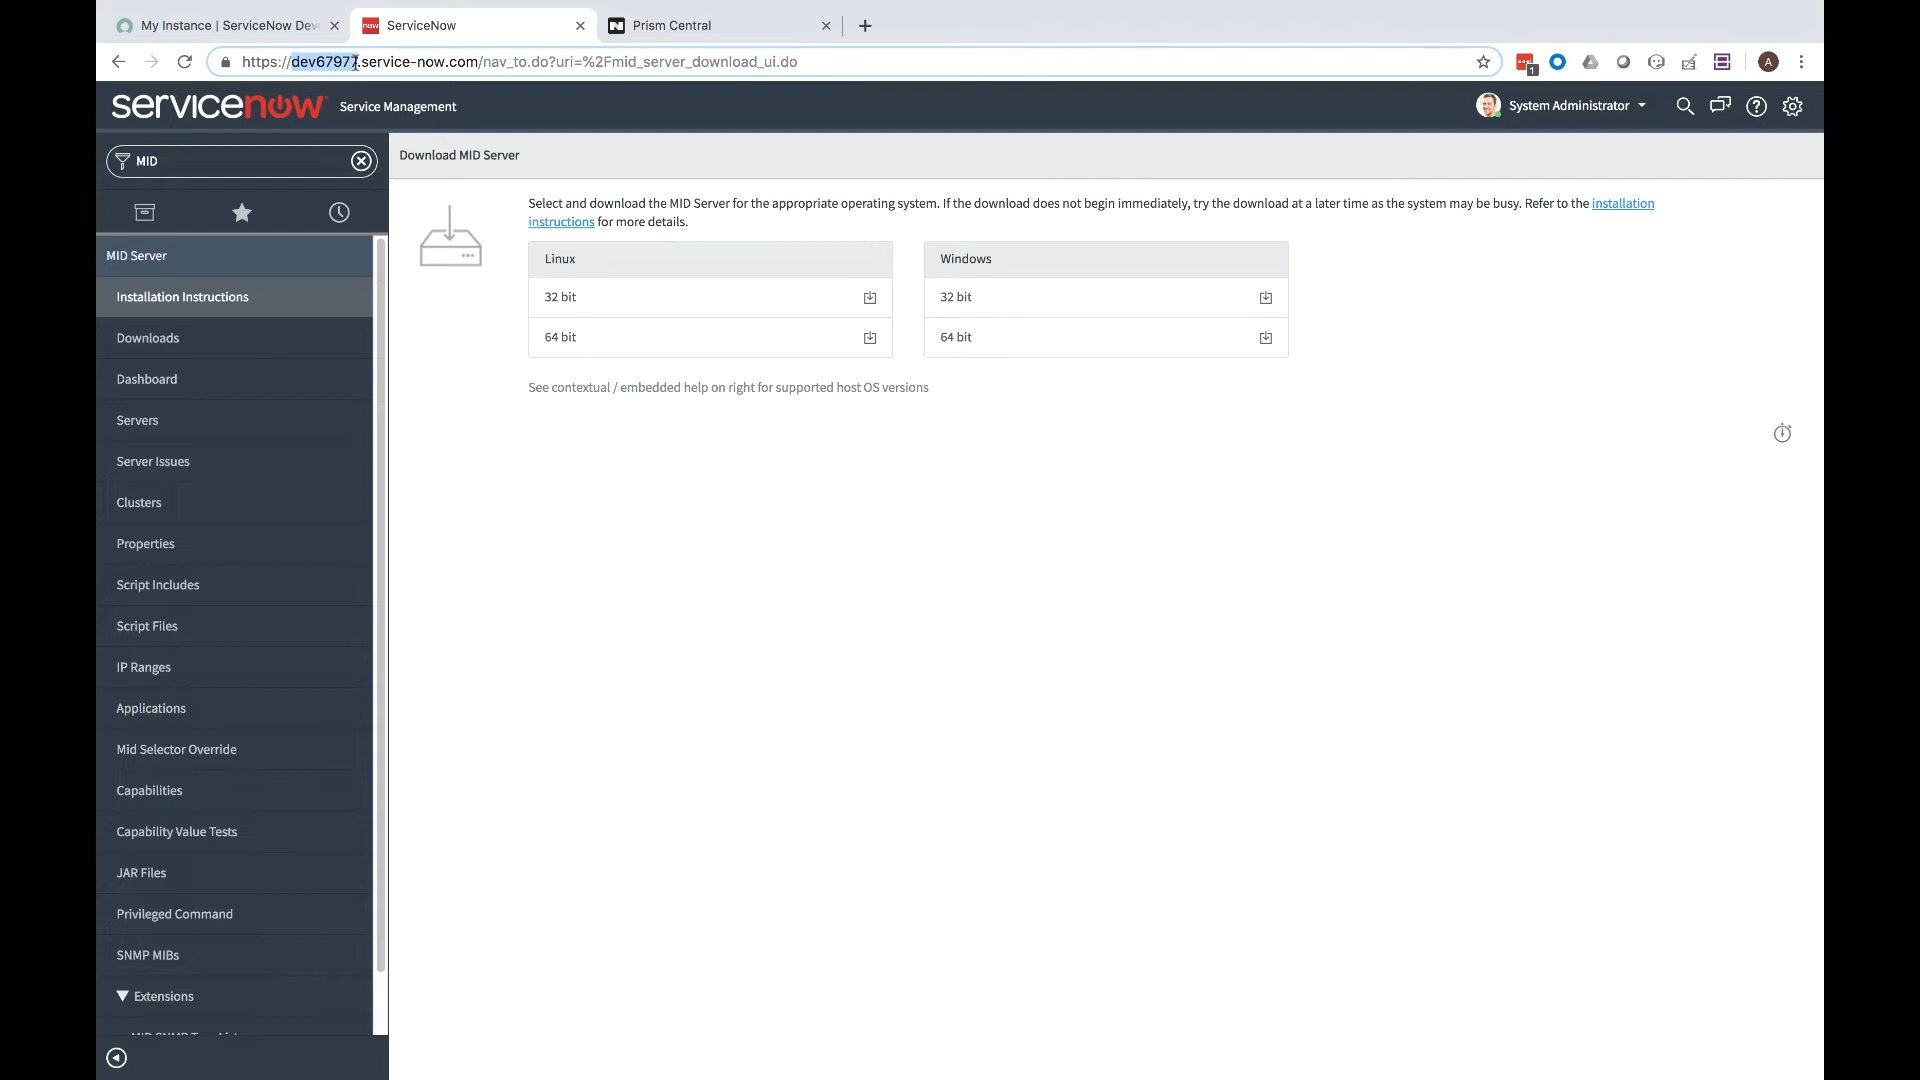 My Instance | ServiceNow Dev
ServiceNow
Prism Central
https://dev67977.service-now.com/nav_to.do?uri=%2Fmid_server_download_ui.do
1
A
servicenow Service Management
System Administrator
MID
Download MID Server
Select and download the MID Server for the appropriate operating system. If the download does not begin immediately, try the download at a later time as the system may be busy. Refer to the installation
instructions for more details.
Linux
32 bit
64 bit
Windows
32 bit
64 bit
See contextual / embedded help on right for supported host OS versions
MID Server
Installation Instructions
Downloads
Dashboard
Servers
Server Issues
Clusters
Properties
Script Includes
Script Files
IP Ranges
Applications
Mid Selector Override
Capabilities
Capability Value Tests
JAR Files
Privileged Command
SNMP MIBs
Extensions